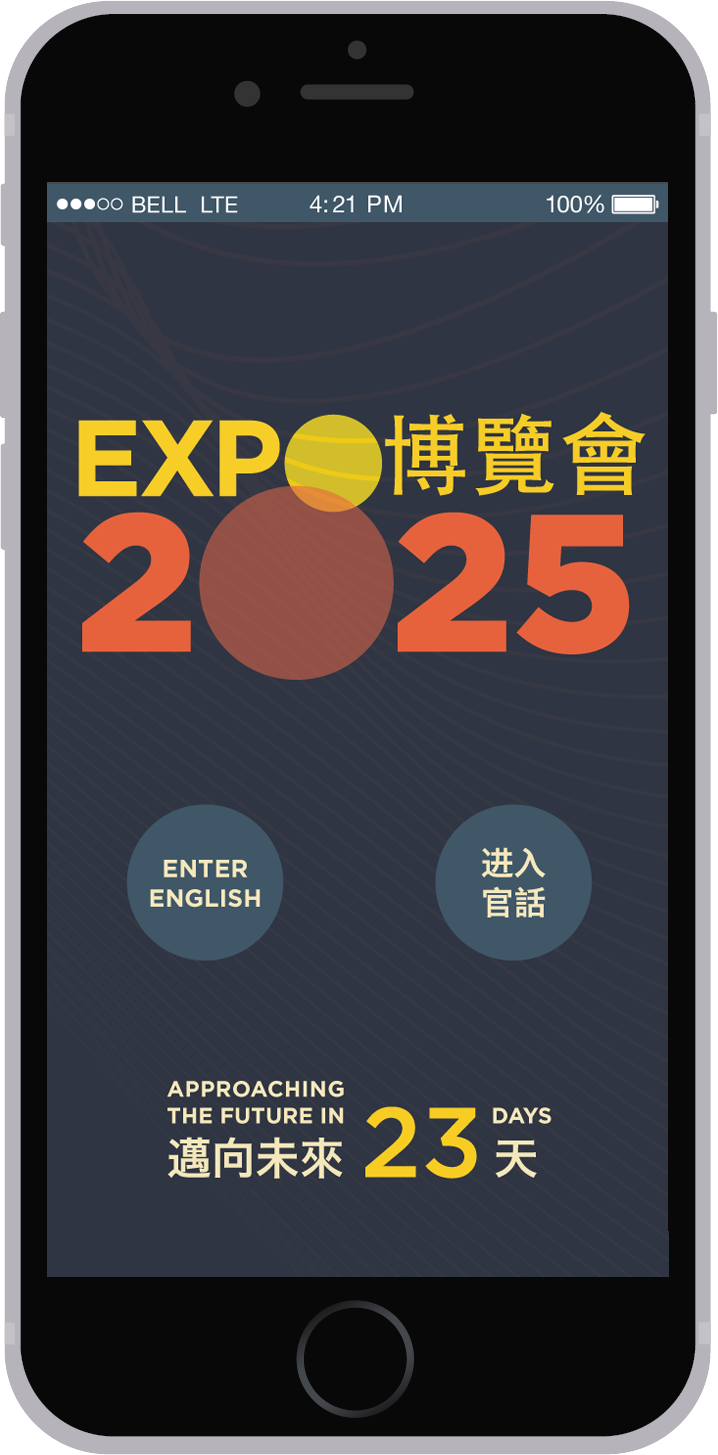 BELL LTE 4:21 PM 100%
EXPO博覽會
2025
ENTER
ENGLISH
进入
官話
APPROACHING
THE FUTURE IN
邁向未來
23
DAYS
天